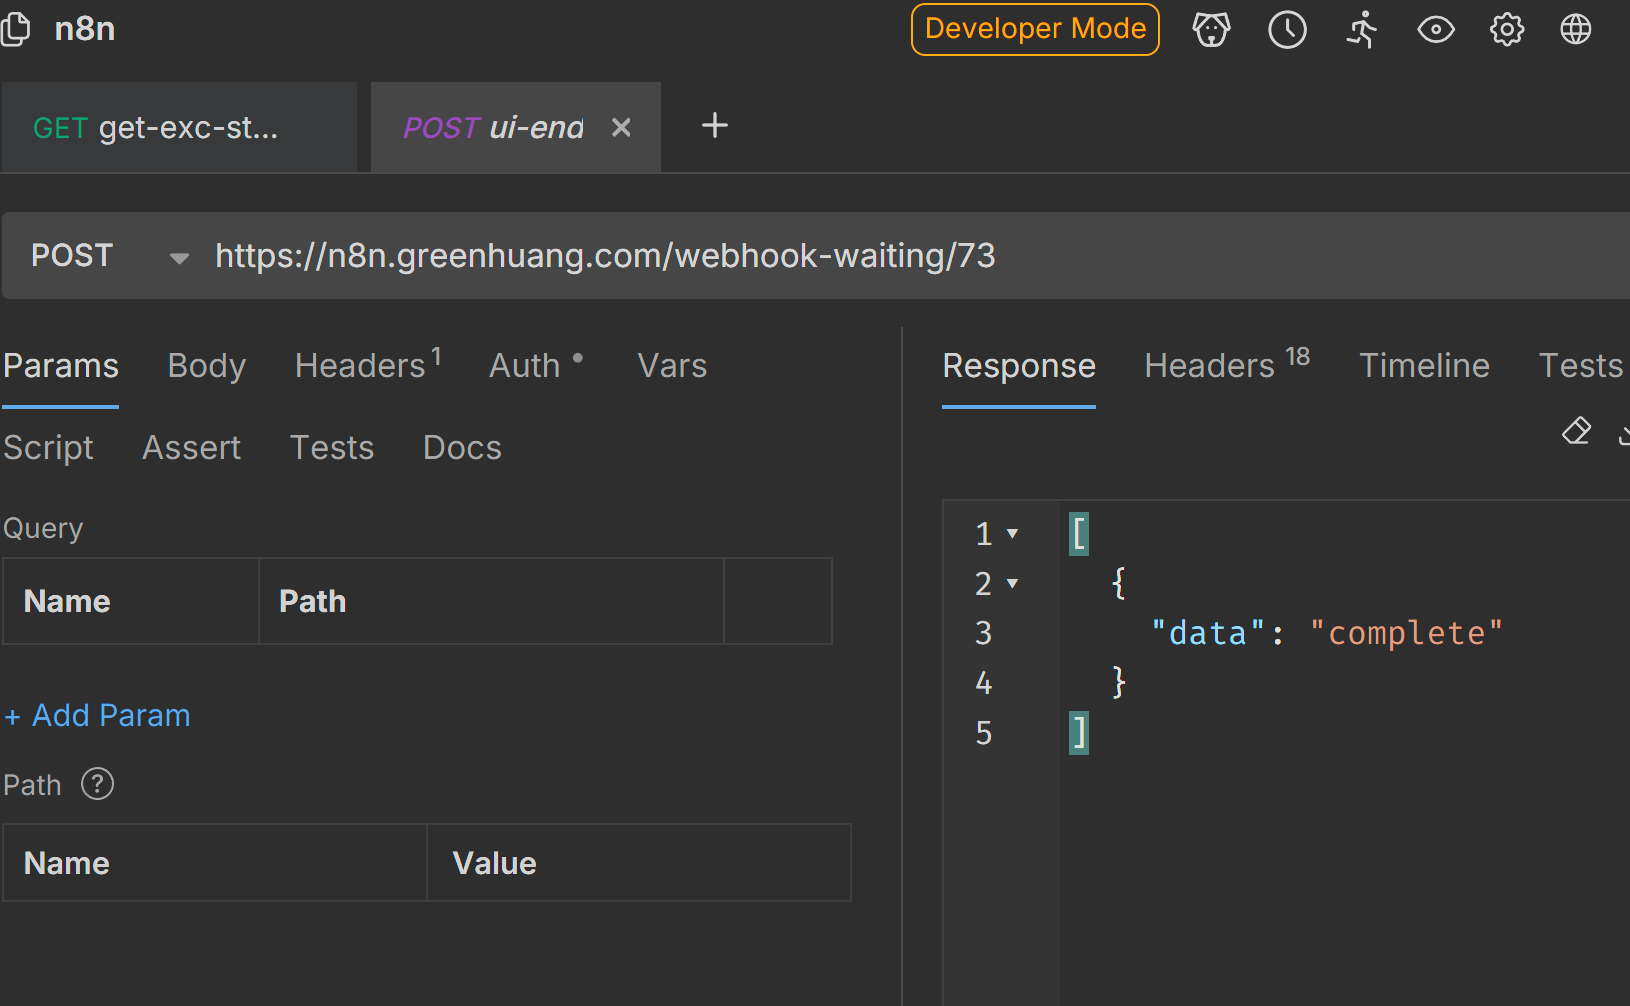 n8n
Developer Mode
GET get-exc-st...
POST ui-end
POST
https://n8n.greenhuang.com/webhook-waiting/73
Params Body Headers 1 Auth Vars
Script Assert Tests Docs
Query
Name Path
+ Add Param
Path ?
Name Value
Response Headers 18 Timeline Tests
1 [
2 {
3 "data": "complete"
4 }
5 ]